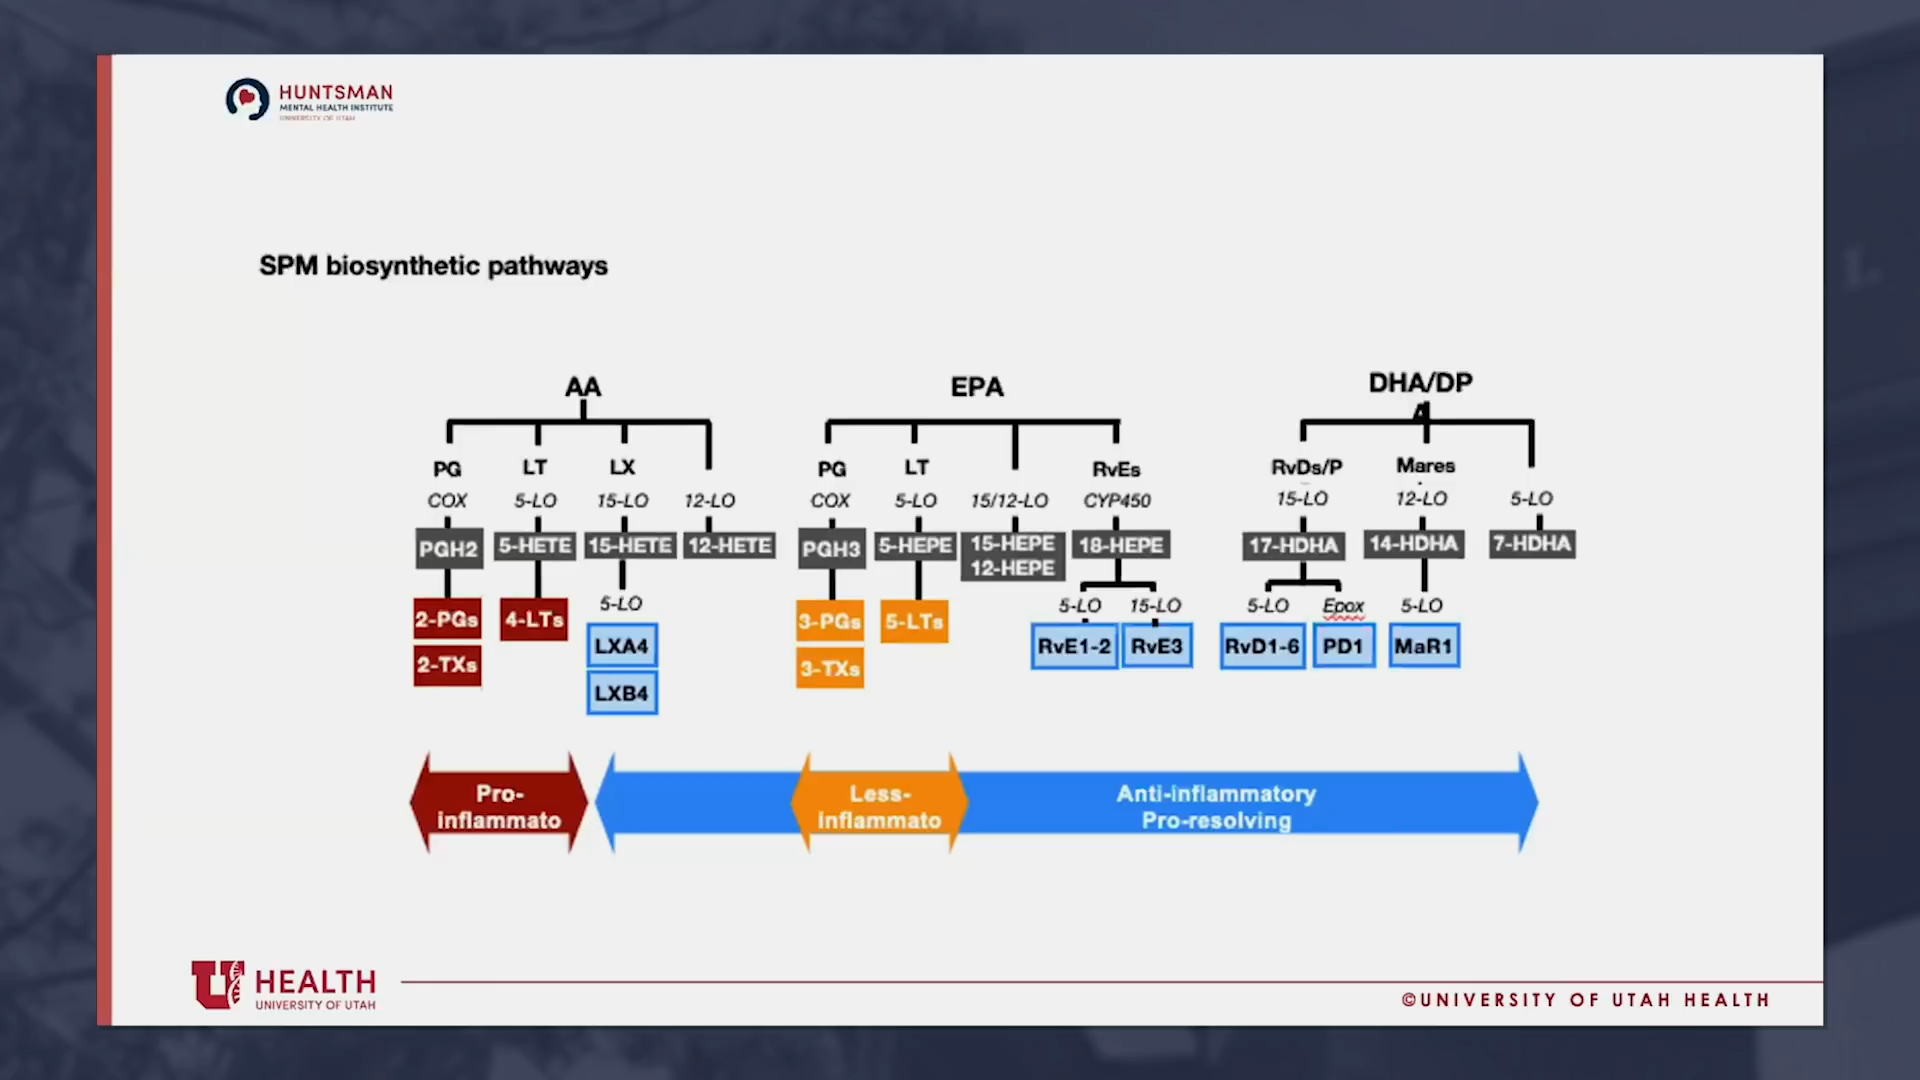 HUNTSMAN
MENTAL HEALTH INSTITUTE
UNIVERSITY OF UTAH
SPM biosynthetic pathways
AA
EPA
DHA/DP
A
PG
LT
LX
PG
LT
RvEs
RvDs/P
Mares
COX
5-LO
15-LO
12-LO
COX
5-LO
15/12-LO
CYP450
15-LO
12-LO
5-LO
PGH2
5-HETE
15-HETE
12-HETE
PGH3
5-HEPE
15-HEPE
12-HEPE
18-HEPE
17-HDHA
14-HDHA
7-HDHA
5-LO
5-LO
15-LO
5-LO
Epox
5-LO
2-PGs
4-LTs
LXA4
3-PGs
5-LTs
RvE1-2
RvE3
RvD1-6
PD1
MaR1
2-TXs
LXB4
3-TXs
Pro-
inflammato
Less-
inflammato
Anti-inflammatory
Pro-resolving
U HEALTH
UNIVERSITY OF UTAH
©UNIVERSITY OF UTAH HEALTH
L